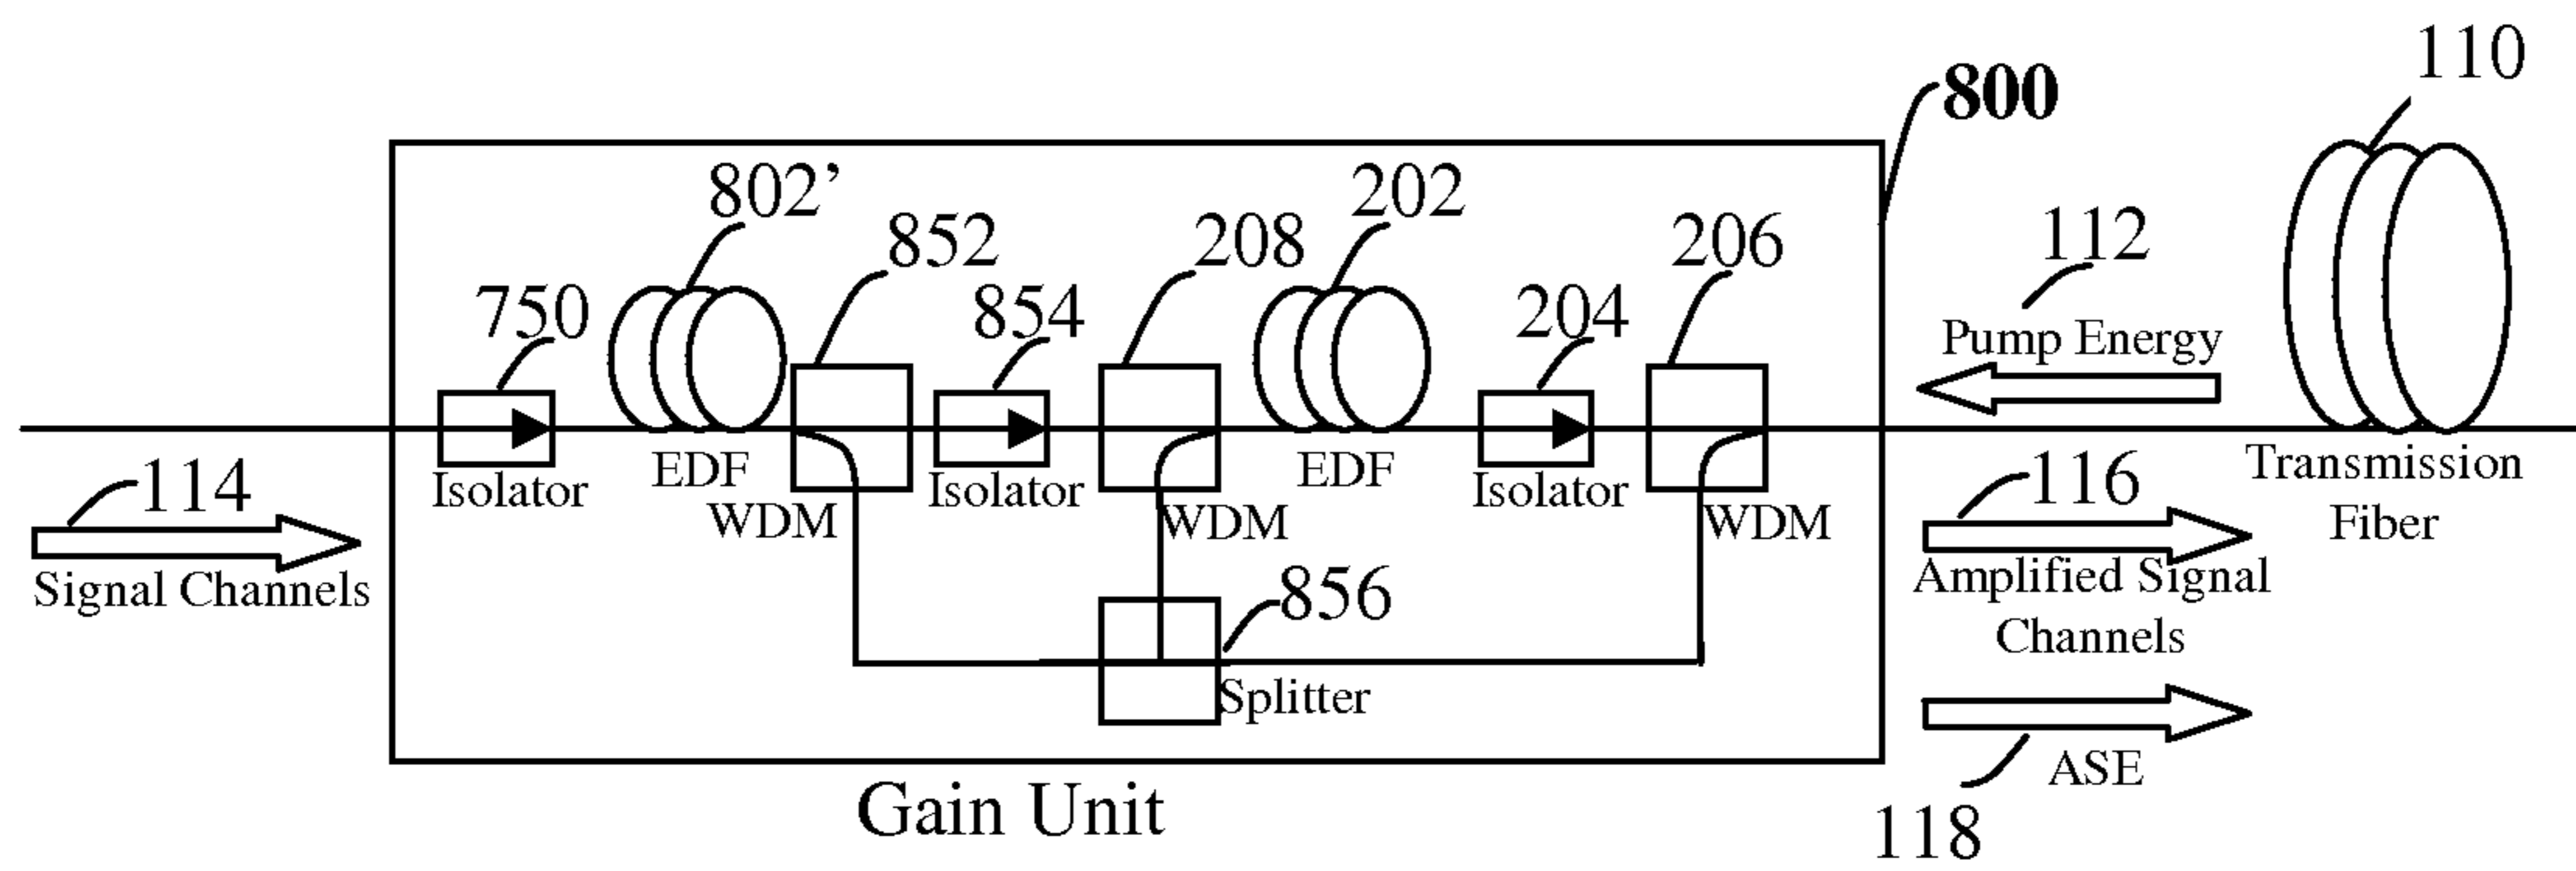 110
800
802’
202
852
208
206
112
750
854
204
Pump Energy
Isolator
EDF
WDM
Isolator
WDM
EDF
Isolator
WDM
Transmission
Fiber
114
Signal Channels
116
Amplified Signal
Channels
856
Splitter
ASE
118
Gain Unit